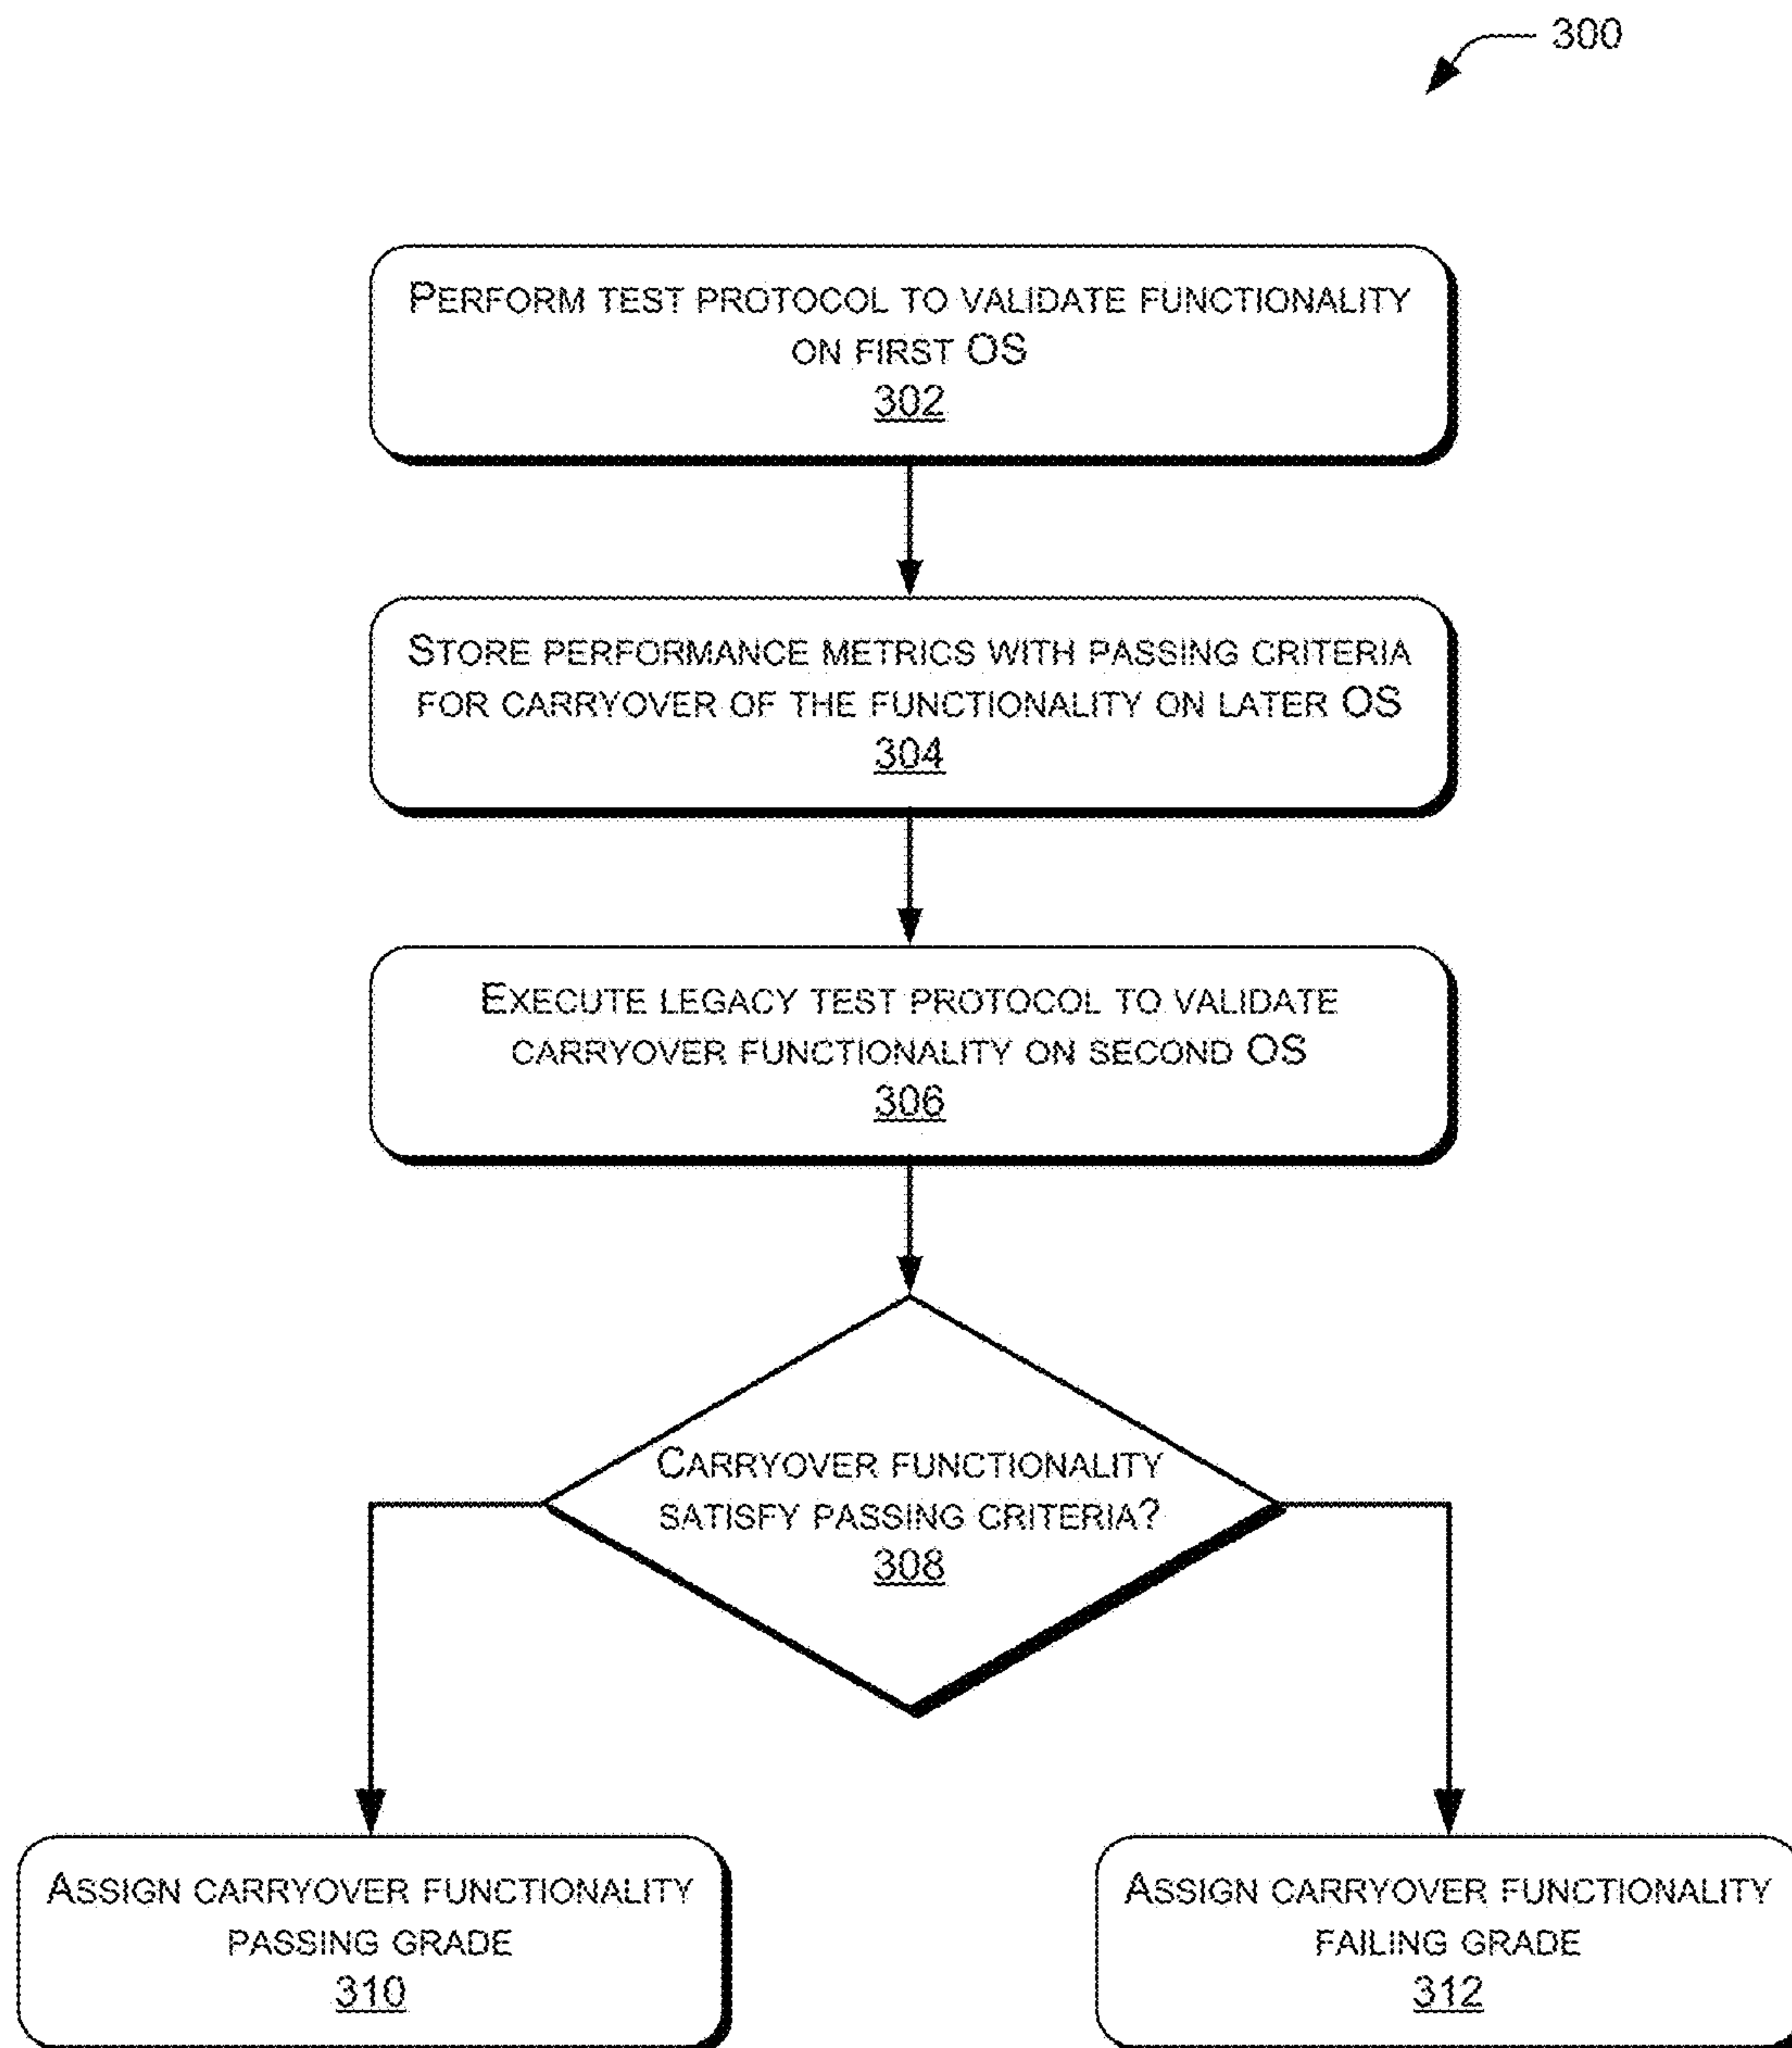 300
PERFORM TEST PROTOCOL TO VALIDATE FUNCTIONALITY
ON FIRST OS
302
STORE PERFORMANCE METRICS WITH PASSING CRITERIA
FOR CARRYOVER OF THE FUNCTIONALITY ON LATER OS
304
EXECUTE LEGACY TEST PROTOCOL TO VALIDATE
CARRYOVER FUNCTIONALITY ON SECOND OS
306
CARRYOVER FUNCTIONALITY
SATISFY PASSING CRITERIA?
308
ASSIGN CARRYOVER FUNCTIONALITY
PASSING GRADE
310
ASSIGN CARRYOVER FUNCTIONALITY
FAILING GRADE
312